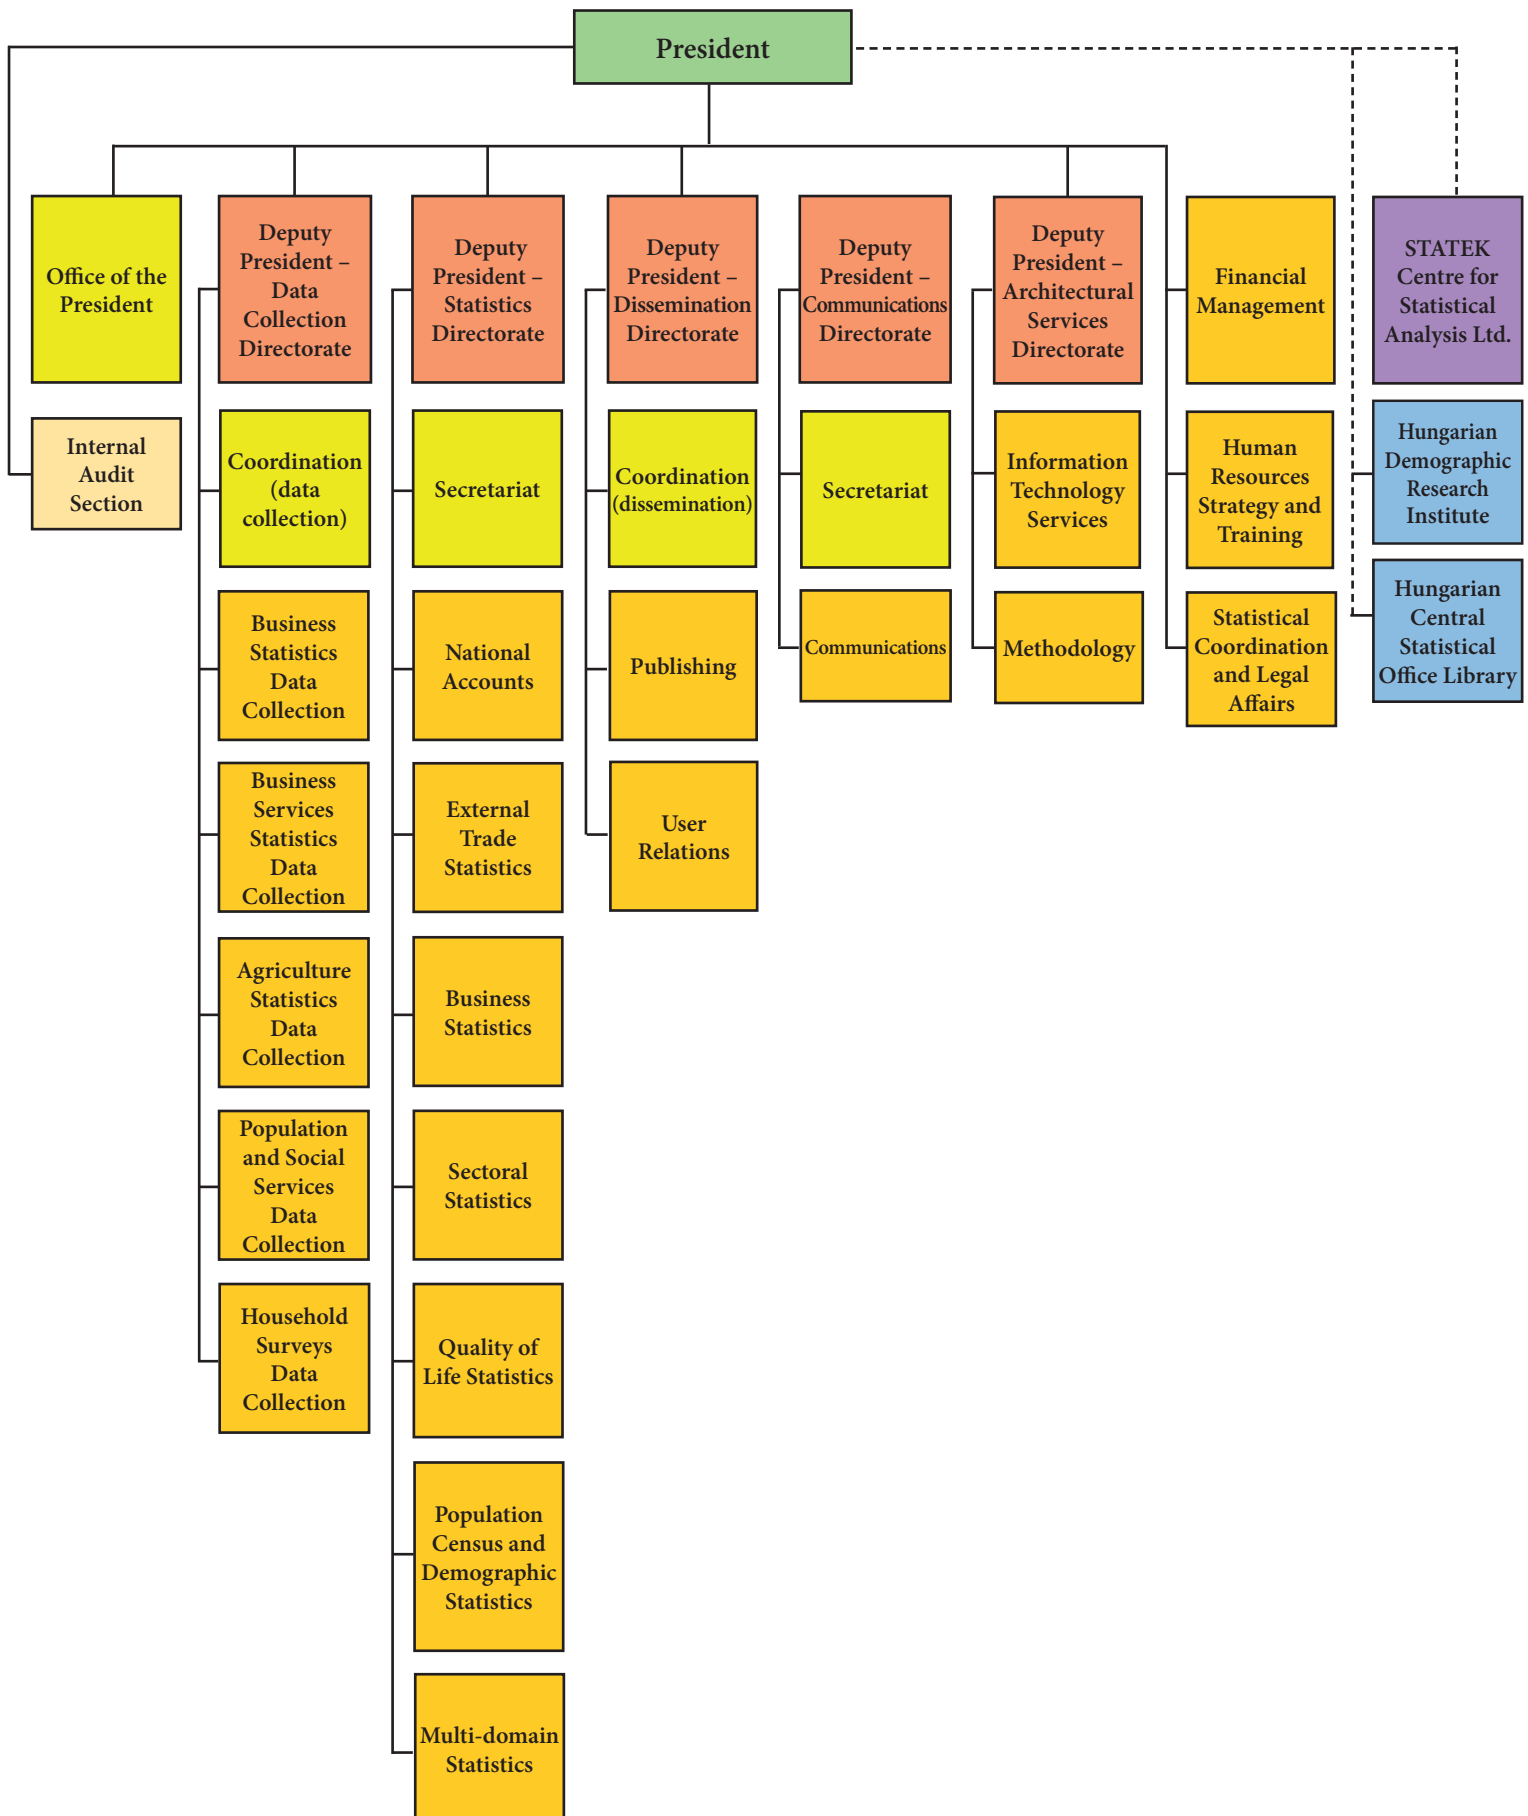 President
Office of the
President
Internal
Audit
Section
Deputy
President –
Data
Collection
Directorate
Coordination
(data
collection)
Business
Statistics
Data
Collection
Business
Services
Statistics
Data
Collection
Agriculture
Statistics
Data
Collection
Population
and Social
Services
Data
Collection
Household
Surveys
Data
Collection
Deputy
President –
Statistics
Directorate
Secretariat
National
Accounts
External
Trade
Statistics
Business
Statistics
Sectoral
Statistics
Quality of
Life Statistics
Population
Census and
Demographic
Statistics
Multi-domain
Statistics
Deputy
President –
Dissemination
Directorate
Coordination
(dissemination)
Publishing
User
Relations
Deputy
President –
Communications
Directorate
Secretariat
Communications
Deputy
President –
Architectural
Services
Directorate
Information
Technology
Services
Methodology
Financial
Management
Human
Resources
Strategy and
Training
Statistical
Coordination
and Legal
Affairs
STATEK
Centre for
Statistical
Analysis Ltd.
Hungarian
Demographic
Research
Institute
Hungarian
Central
Statistical
Office Library